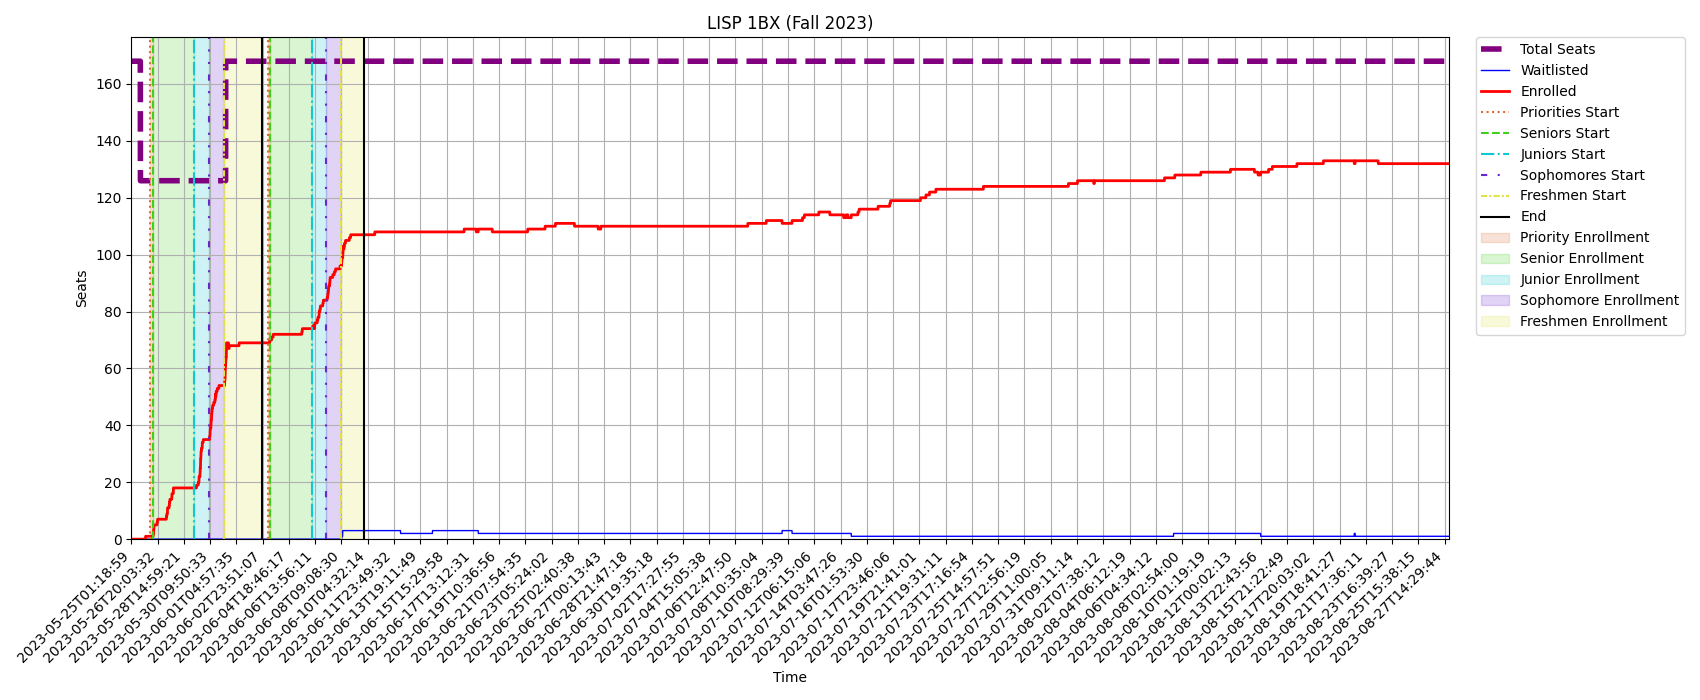 LISP 1BX (Fall 2023)
Seats
160
140
120
100
80
60
40
20
0
2023-05-25T01:18:59
2023-05-26T20:03:32
2023-05-28T14:59:21
2023-05-30T09:50:33
2023-06-01T04:57:35
2023-06-02T23:51:07
2023-06-04T18:46:17
2023-06-06T13:56:11
2023-06-08T09:08:30
2023-06-10T04:32:14
2023-06-11T23:49:32
2023-06-13T19:11:49
2023-06-15T15:29:58
2023-06-17T13:12:31
2023-06-19T10:36:56
2023-06-21T07:54:35
2023-06-23T05:24:02
2023-06-25T02:40:38
2023-06-27T00:13:43
2023-06-28T21:47:18
2023-06-30T19:35:18
2023-07-02T17:27:55
2023-07-04T15:05:38
2023-07-06T12:47:50
2023-07-08T10:35:04
2023-07-10T08:29:39
2023-07-12T06:15:06
2023-07-14T03:47:26
2023-07-16T01:53:30
2023-07-17T23:46:06
2023-07-19T21:41:01
2023-07-21T19:31:11
2023-07-23T17:16:54
2023-07-25T14:57:51
2023-07-27T12:56:19
2023-07-29T11:00:05
2023-07-31T09:11:14
2023-08-02T07:38:12
2023-08-04T06:12:19
2023-08-06T04:34:12
2023-08-08T02:54:00
2023-08-10T01:19:19
2023-08-12T00:02:13
2023-08-13T22:43:56
2023-08-15T21:22:49
2023-08-17T20:03:02
2023-08-19T18:41:27
2023-08-21T17:36:11
2023-08-23T16:39:27
2023-08-25T15:38:15
2023-08-27T14:29:44
Time
Total Seats
Waitlisted
Enrolled
Priorities Start
Seniors Start
Juniors Start
Sophomores Start
Freshmen Start
End
Priority Enrollment
Senior Enrollment
Junior Enrollment
Sophomore Enrollment
Freshmen Enrollment